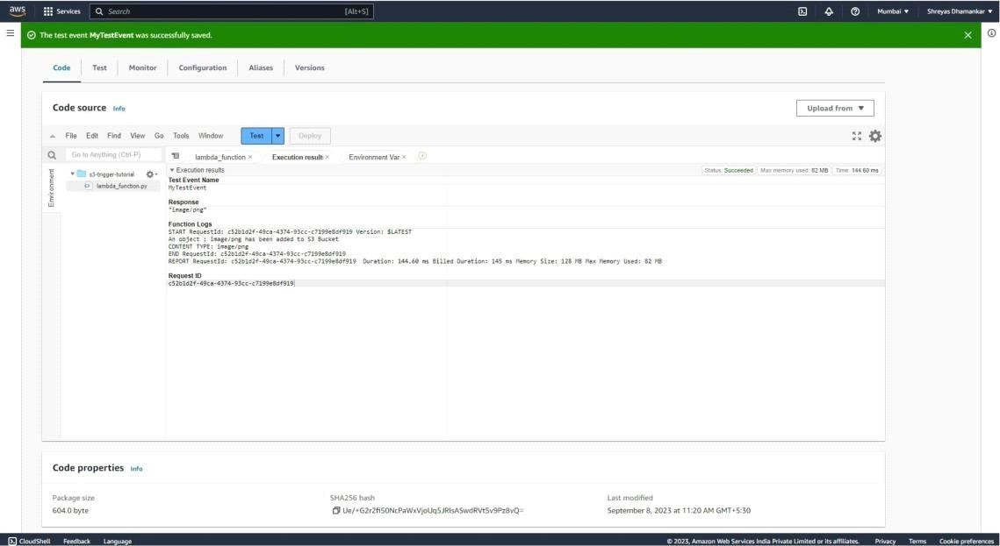 aws Services Search [Alt+S] Mumbai Shreyas Dhamankar
The test event MyTestEvent was successfully saved.
Code Test Monitor Configuration Aliases Versions
Code source Info Upload from
File Edit Find View Go Tools Window Test Deploy
Go to Anything (Ctrl-P) lambda_function Execution results Environment Var
Environment
s3-trigger-tutorial
lambda_function.py
Execution results Status: Succeeded Max memory used: 82 MB Time: 144.60 ms
Test Event Name
MyTestEvent
Response
"image/png"
Function Logs
START RequestId: c52b1d2f-49ca-4374-93cc-c7199e8df919 Version: $LATEST
An object : image/png has been added to S3 Bucket
CONTENT TYPE: image/png
END RequestId: c52b1d2f-49ca-4374-93cc-c7199e8df919
REPORT RequestId: c52b1d2f-49ca-4374-93cc-c7199e8df919 Duration: 144.60 ms Billed Duration: 145 ms Memory Size: 128 MB Max Memory Used: 82 MB
Request ID
c52b1d2f-49ca-4374-93cc-c7199e8df919
Code properties Info
Package size SHA256 hash Last modified
604.0 byte Ue/+G2r2fi50NcPaWxVjoUq5JRlsASwdRVt5v9Pz8vQ= September 8, 2023 at 11:20 AM GMT+5:30
CloudShell Feedback Language © 2023, Amazon Web Services India Private Limited or its affiliates. Privacy Terms Cookie preferences